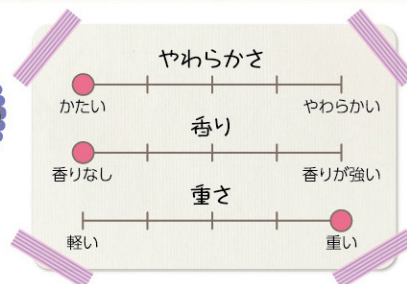 やわらかさ
かたい やわらかい
香り
香りなし 香りが強い
重さ
軽い 重い